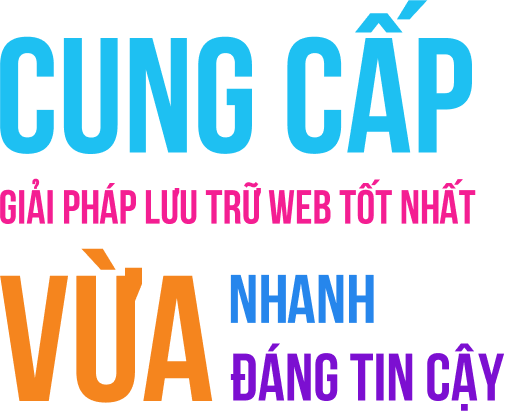 CUNG CẤP
GIẢI PHÁP LƯU TRỮ WEB TỐT NHẤT
VỪA
NHANH
ĐÁNG TIN CẬY